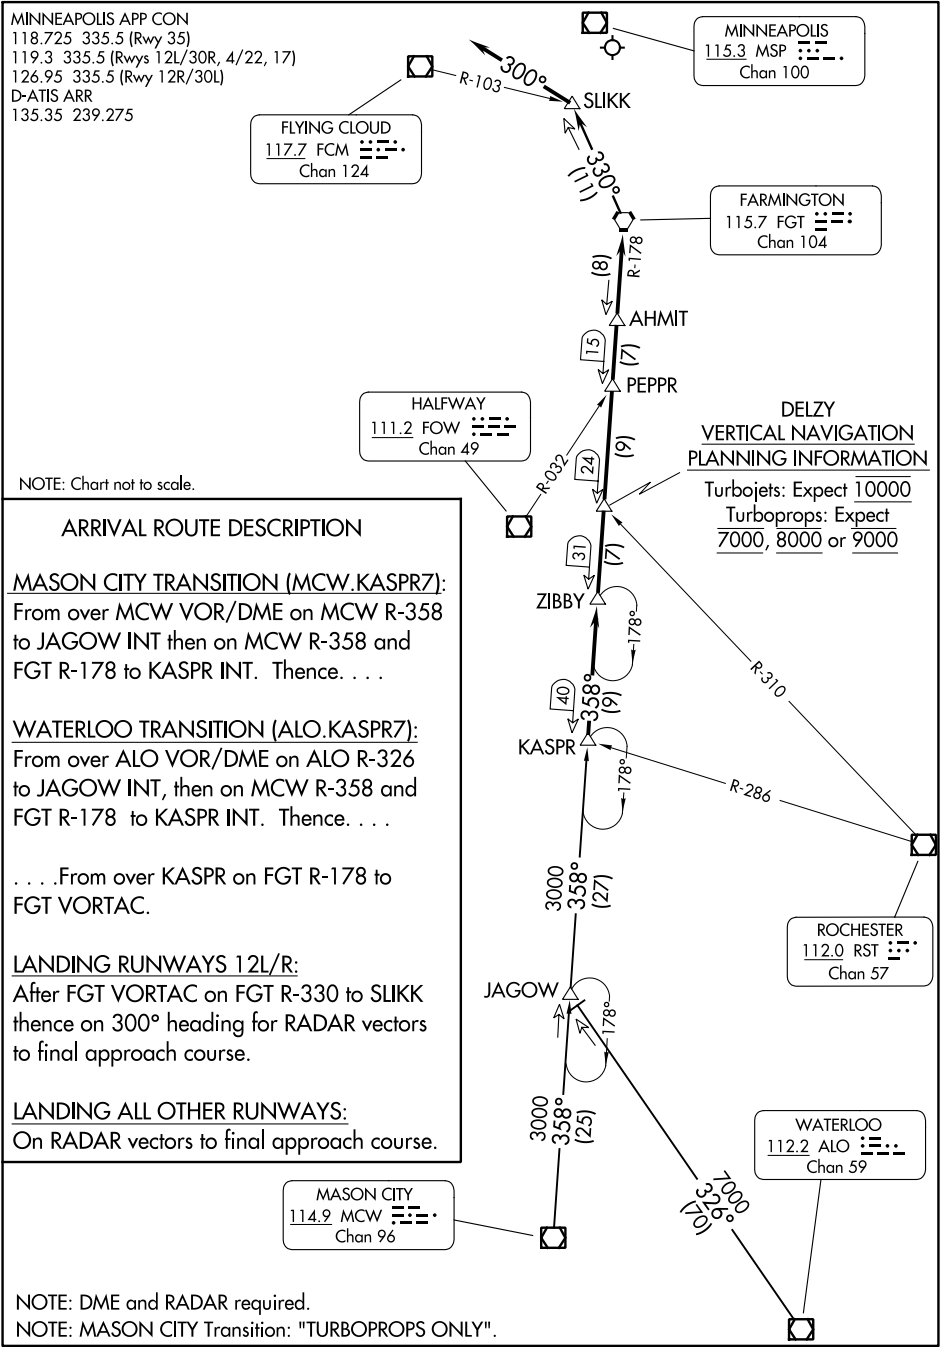 MINNEAPOLIS APP CON
118.725 335.5 (Rwy 35)
119.3 335.5 (Rwys 12L/30R, 4/22, 17)
126.95 335.5 (Rwy 12R/30L)
D-ATIS ARR
135.35 239.275
MINNEAPOLIS
115.3 MSP
Chan 100
300°
R-103
SLIKK
FLYING CLOUD
117.7 FCM
Chan 124
330°
(11)
FARMINGTON
115.7 FGT
Chan 104
R-178
(8)
AHMIT
15
(7)
PEPPR
HALFWAY
111.2 FOW
Chan 49
R-032
24
(9)
DELZY
VERTICAL NAVIGATION
PLANNING INFORMATION
Turbojets: Expect 10000
Turboprops: Expect
7000, 8000 or 9000
NOTE: Chart not to scale.
31
(7)
ZIBBY
178°
R-310
40
358°
(9)
KASPR
178°
R-286
3000
358°
(27)
ROCHESTER
112.0 RST
Chan 57
JAGOW
178°
3000
358°
(25)
WATERLOO
112.2 ALO
Chan 59
7000
326°
(70)
MASON CITY
114.9 MCW
Chan 96
ARRIVAL ROUTE DESCRIPTION
MASON CITY TRANSITION (MCW.KASPR7):
From over MCW VOR/DME on MCW R-358
to JAGOW INT then on MCW R-358 and
FGT R-178 to KASPR INT. Thence. . . .
WATERLOO TRANSITION (ALO.KASPR7):
From over ALO VOR/DME on ALO R-326
to JAGOW INT, then on MCW R-358 and
FGT R-178 to KASPR INT. Thence. . . .
. . . .From over KASPR on FGT R-178 to
FGT VORTAC.
LANDING RUNWAYS 12L/R:
After FGT VORTAC on FGT R-330 to SLIKK
thence on 300° heading for RADAR vectors
to final approach course.
LANDING ALL OTHER RUNWAYS:
On RADAR vectors to final approach course.
NOTE: DME and RADAR required.
NOTE: MASON CITY Transition: "TURBOPROPS ONLY".